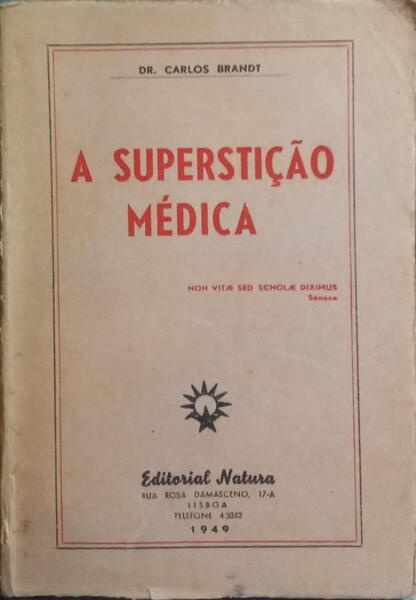 DR. CARLOS BRANDT
A SUPERSTIÇÃO
MÉDICA
NON VITÆ SED SCHOLÆ DIXIMUS
Séneca
Editorial Natura
RUA ROSA DAMASCENO, 17-A
LISBOA
TELEFONE 43352
1949